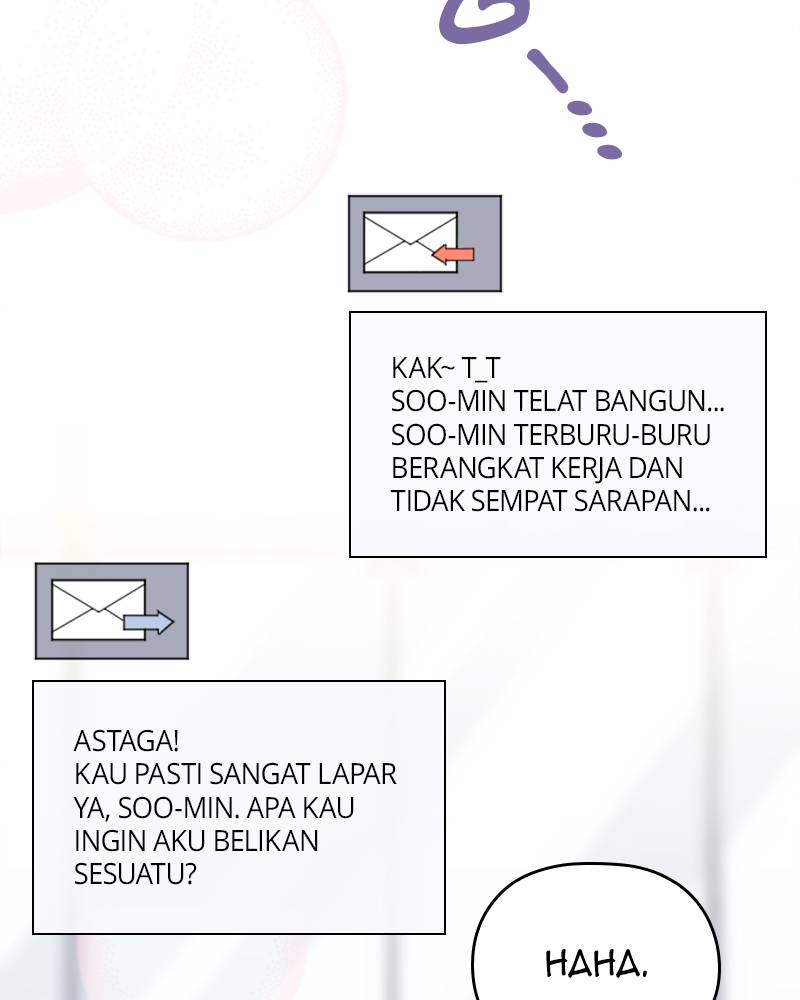 KAK~ T_T
SOO-MIN TELAT BANGUN...
SOO-MIN TERBURU-BURU
BERANGKAT KERJA DAN
TIDAK SEMPAT SARAPAN...
ASTAGA!
KAU PASTI SANGAT LAPAR
YA, SOO-MIN. APA KAU
INGIN AKU BELIKAN
SESUATU?
HAHA,